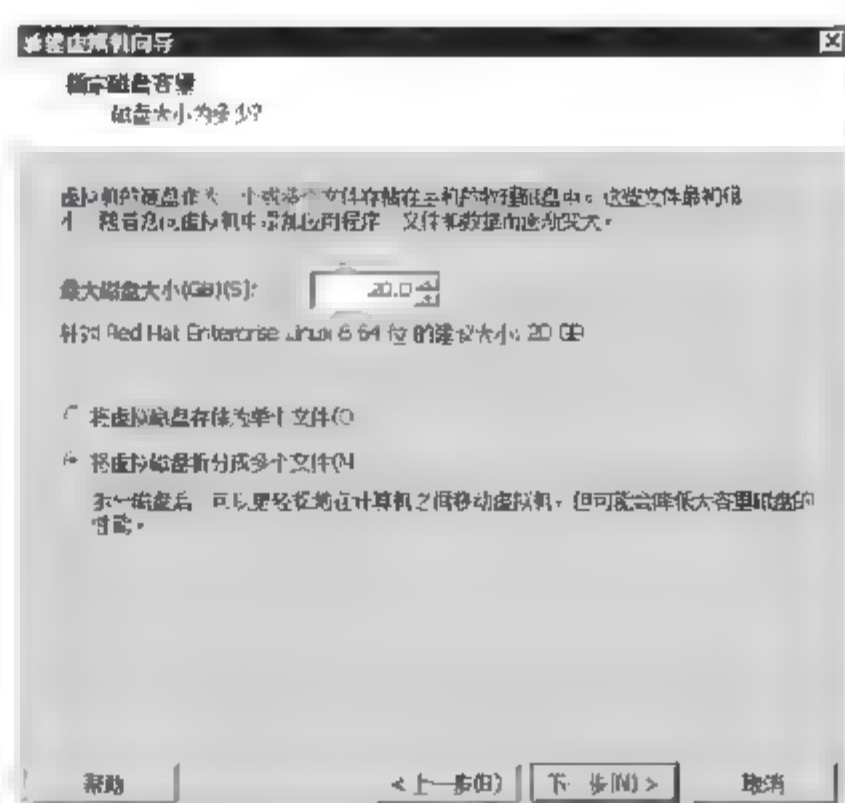 新建虚拟机向导
指定磁盘容量
磁盘大小为多少?
虚拟机的硬盘作为一个或多个文件存储在主机的物理磁盘中。这些文件最初很
小,随着您向虚拟机中添加应用程序、文件和数据而逐渐变大。
最大磁盘大小(GB)(S): 20.0
针对 Red Hat Enterprise Linux 6 64 位 的建议大小: 20 GB
将虚拟磁盘存储为单个文件(O)
将虚拟磁盘拆分成多个文件(M)
拆分磁盘后,可以更轻松地在计算机之间移动虚拟机,但可能会降低大容量磁盘的
性能。
帮助 < 上一步(B) 下一步(N) > 取消